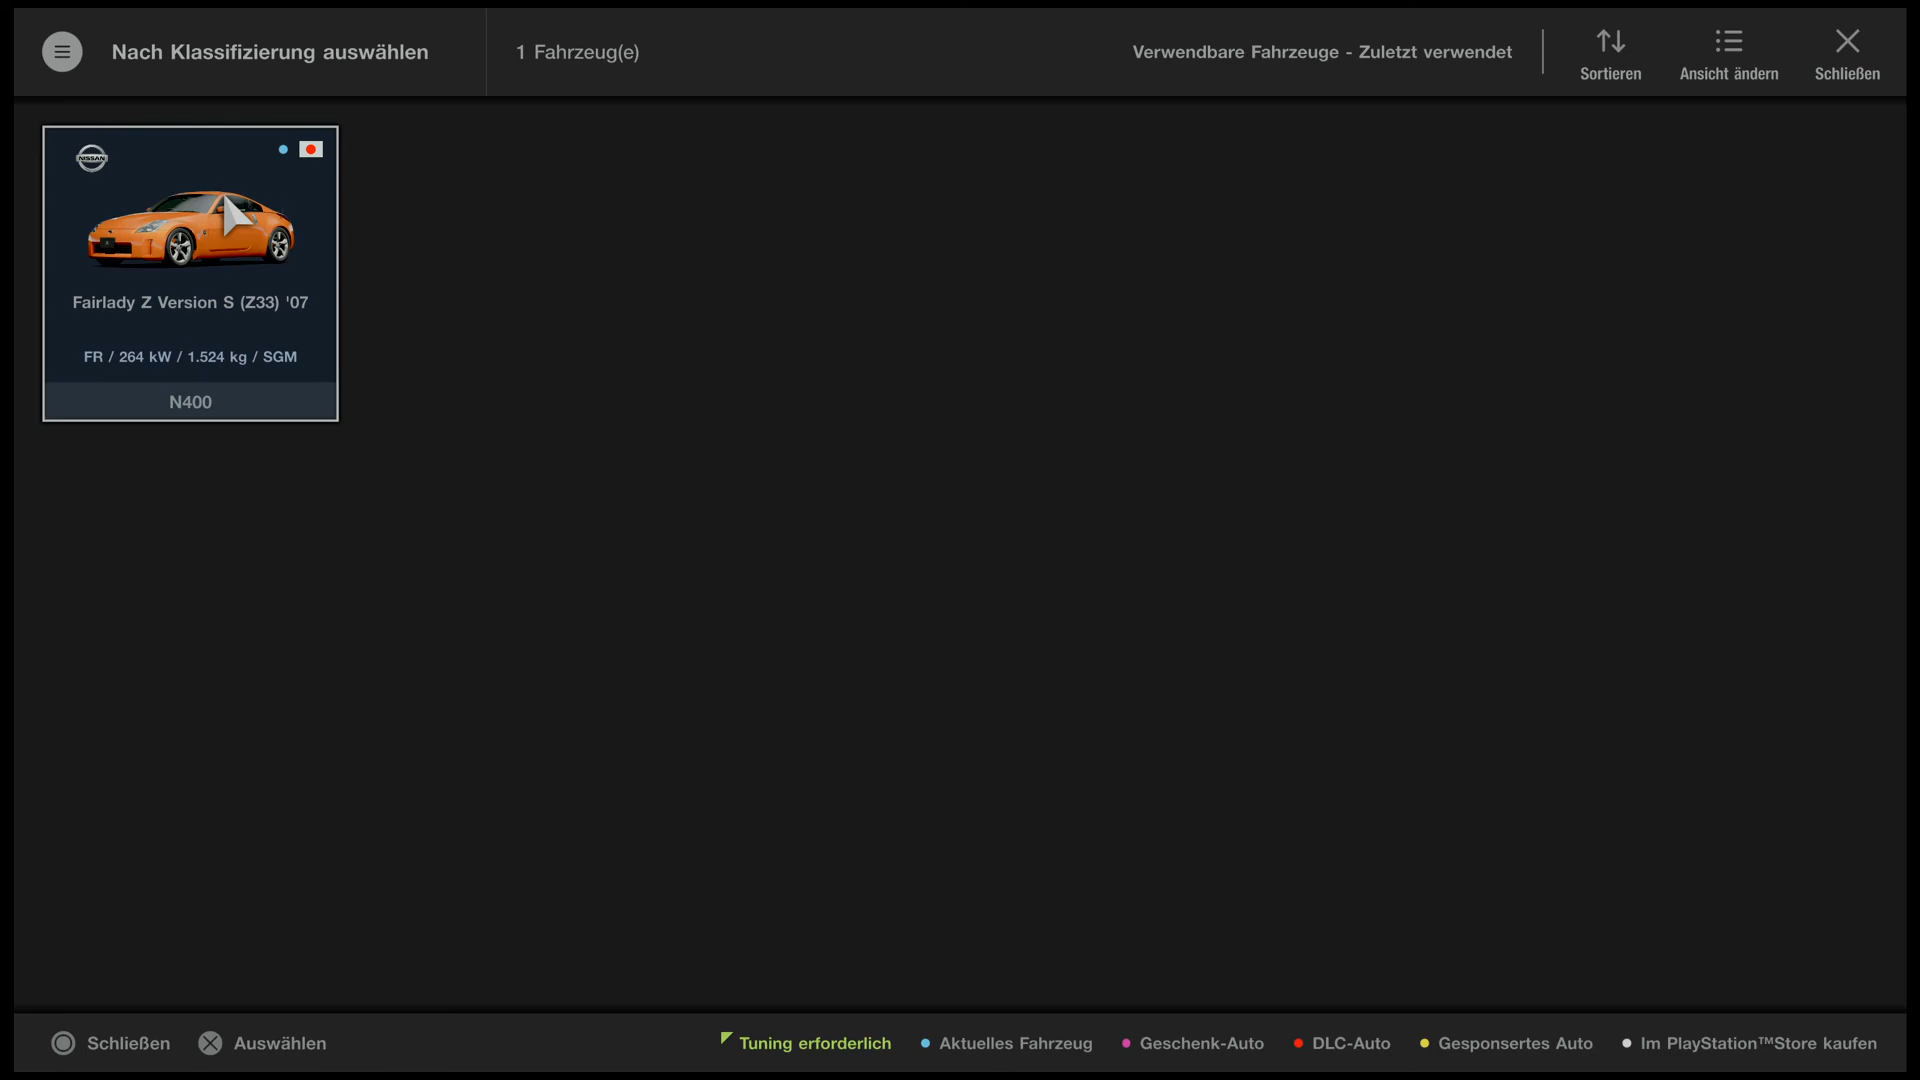 Nach Klassifizierung auswählen
1 Fahrzeug(e)
Verwendbare Fahrzeuge - Zuletzt verwendet
Sortieren
Ansicht ändern
Schließen
NISSAN
Fairlady Z Version S (Z33) '07
FR / 264 kW / 1.524 kg / SGM
N400
Schließen
Auswählen
Tuning erforderlich
Aktuelles Fahrzeug
Geschenk-Auto
DLC-Auto
Gesponsertes Auto
Im PlayStation™Store kaufen